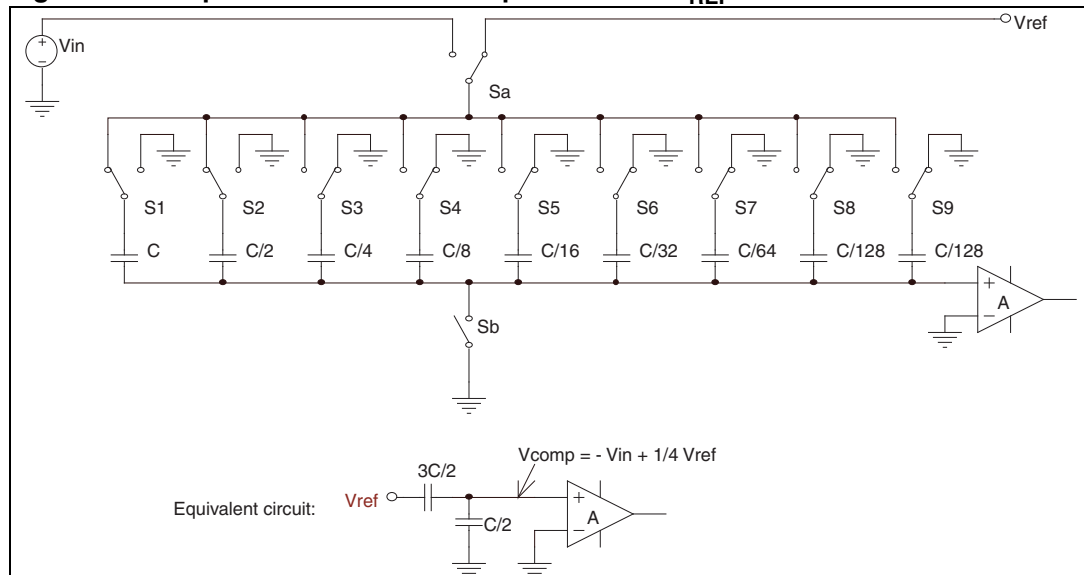 REF
Vin
Vref
Sa
S1 S2 S3 S4 S5 S6 S7 S8 S9
C C/2 C/4 C/8 C/16 C/32 C/64 C/128 C/128
+
A
−
Sb
Vcomp = - Vin + 1/4 Vref
3C/2
Equivalent circuit: Vref
C/2
+
A
−